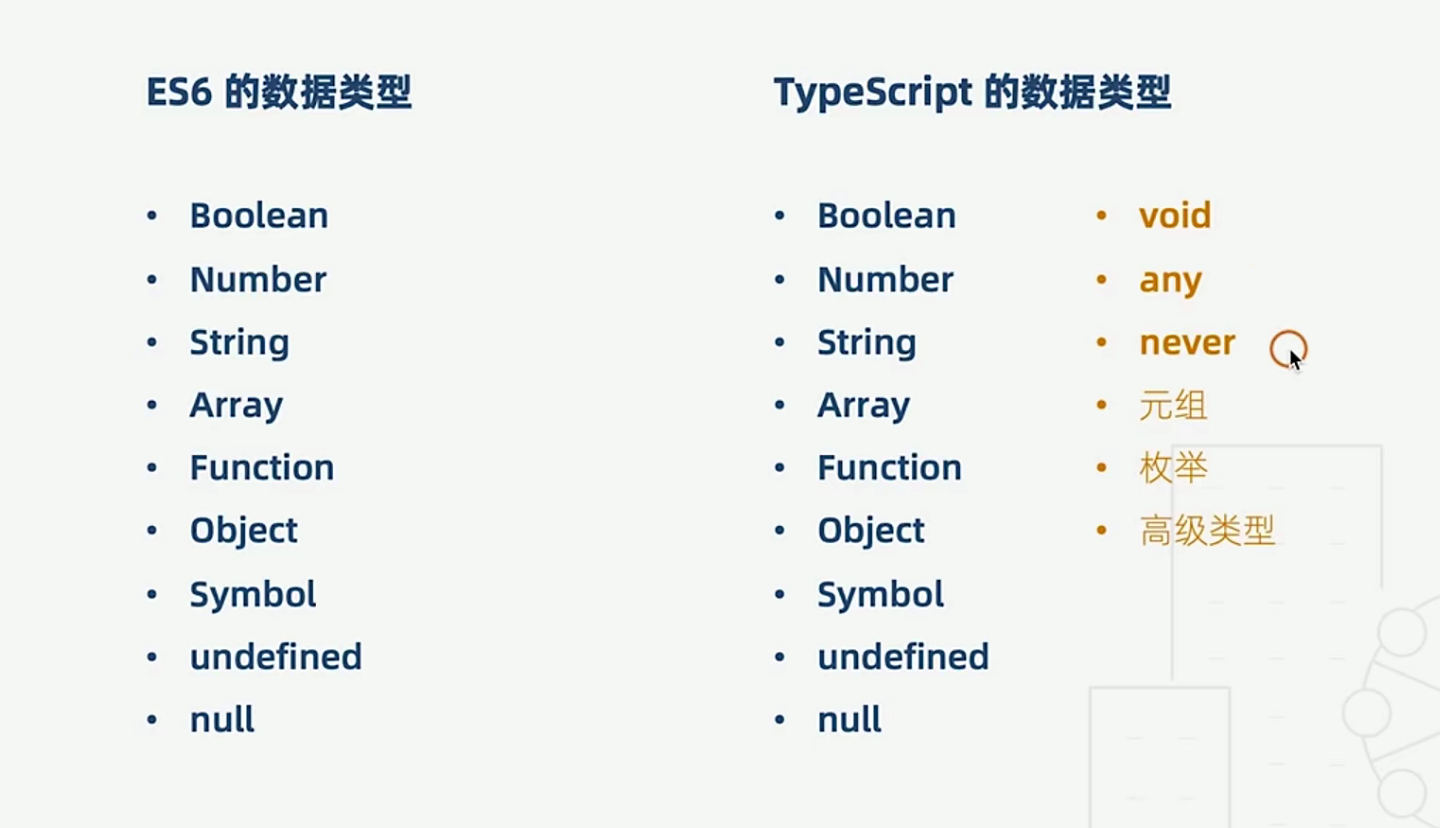 ES6 的数据类型
Boolean
Number
String
Array
Function
Object
Symbol
undefined
null
TypeScript 的数据类型
Boolean
Number
String
Array
Function
Object
Symbol
undefined
null
void
any
never
元组
枚举
高级类型